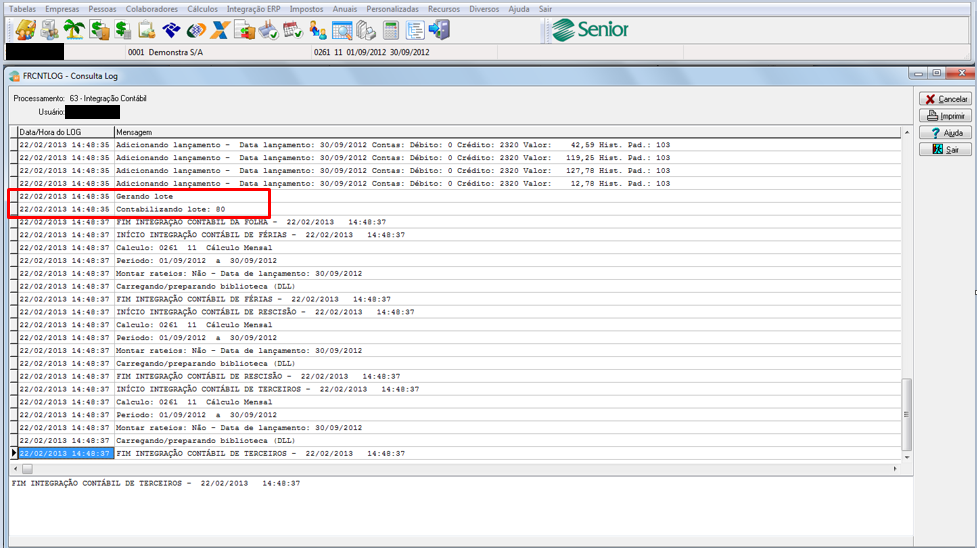 Tabelas Empresas Pessoas Colaboradores Cálculos Integração ERP Impostos Anuais Personalizadas Recursos Diversos Ajuda Sair
Senior
0001 Demonstra S/A 0261 11 01/09/2012 30/09/2012
FRCNTLOG - Consulta Log
Processamento: 63 - Integração Contábil
Usuário:
Cancelar
Imprimir
Ajuda
Sair
Data/Hora do LOG Mensagem
22/02/2013 14:48:35 Adicionando lançamento - Data lançamento: 30/09/2012 Contas: Débito: 0 Crédito: 2320 Valor: 42,59 Hist. Pad.: 103
22/02/2013 14:48:35 Adicionando lançamento - Data lançamento: 30/09/2012 Contas: Débito: 0 Crédito: 2320 Valor: 119,25 Hist. Pad.: 103
22/02/2013 14:48:35 Adicionando lançamento - Data lançamento: 30/09/2012 Contas: Débito: 0 Crédito: 2320 Valor: 127,78 Hist. Pad.: 103
22/02/2013 14:48:35 Adicionando lançamento - Data lançamento: 30/09/2012 Contas: Débito: 0 Crédito: 2320 Valor: 12,78 Hist. Pad.: 103
22/02/2013 14:48:35 Gerando lote
22/02/2013 14:48:35 Contabilizando lote: 80
22/02/2013 14:48:37 FIM INTEGRAÇÃO CONTÁBIL DA FOLHA - 22/02/2013 14:48:37
22/02/2013 14:48:37 INÍCIO INTEGRAÇÃO CONTÁBIL DE FÉRIAS - 22/02/2013 14:48:37
22/02/2013 14:48:37 Calculo: 0261 11 Cálculo Mensal
22/02/2013 14:48:37 Periodo: 01/09/2012 a 30/09/2012
22/02/2013 14:48:37 Montar rateios: Não - Data de lançamento: 30/09/2012
22/02/2013 14:48:37 Carregando/preparando biblioteca (DLL)
22/02/2013 14:48:37 FIM INTEGRAÇÃO CONTÁBIL DE FÉRIAS - 22/02/2013 14:48:37
22/02/2013 14:48:37 INÍCIO INTEGRAÇÃO CONTÁBIL DE RESCISÃO - 22/02/2013 14:48:37
22/02/2013 14:48:37 Calculo: 0261 11 Cálculo Mensal
22/02/2013 14:48:37 Periodo: 01/09/2012 a 30/09/2012
22/02/2013 14:48:37 Montar rateios: Não - Data de lançamento: 30/09/2012
22/02/2013 14:48:37 Carregando/preparando biblioteca (DLL)
22/02/2013 14:48:37 FIM INTEGRAÇÃO CONTÁBIL DE RESCISÃO - 22/02/2013 14:48:37
22/02/2013 14:48:37 INÍCIO INTEGRAÇÃO CONTÁBIL DE TERCEIROS - 22/02/2013 14:48:37
22/02/2013 14:48:37 Calculo: 0261 11 Cálculo Mensal
22/02/2013 14:48:37 Periodo: 01/09/2012 a 30/09/2012
22/02/2013 14:48:37 Montar rateios: Não - Data de lançamento: 30/09/2012
22/02/2013 14:48:37 Carregando/preparando biblioteca (DLL)
22/02/2013 14:48:37 FIM INTEGRAÇÃO CONTÁBIL DE TERCEIROS - 22/02/2013 14:48:37
FIM INTEGRAÇÃO CONTÁBIL DE TERCEIROS - 22/02/2013 14:48:37